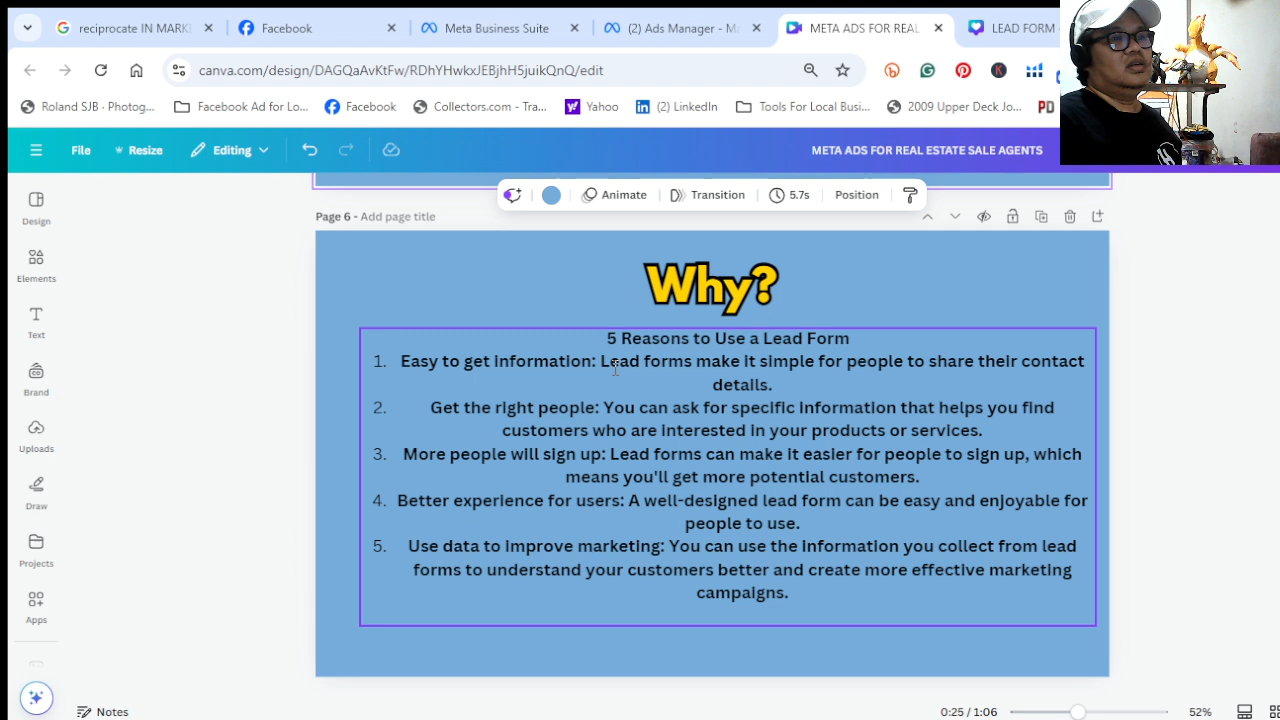 reciprocate IN MARK
Facebook
Meta Business Suite
(2) Ads Manager - M
META ADS FOR REAL
LEAD FORM
canva.com/design/DAGQaAvKtFw/RDhYHwkxJEBjhH5juikQnQ/edit
Roland SJB · Photog...
Facebook Ad for Lo...
Facebook
Collectors.com - Tra...
Yahoo
(2) LinkedIn
Tools For Local Busi...
2009 Upper Deck Jo...
PD
File
Resize
Editing
META ADS FOR REAL ESTATE SALE AGENTS
Animate
Transition
5.7s
Position
Design
Elements
Text
Brand
Uploads
Draw
Projects
Apps
Page 6 - Add page title
Why?
5 Reasons to Use a Lead Form
1. Easy to get information: Lead forms make it simple for people to share their contact
details.
2. Get the right people: You can ask for specific information that helps you find
customers who are interested in your products or services.
3. More people will sign up: Lead forms can make it easier for people to sign up, which
means you'll get more potential customers.
4. Better experience for users: A well-designed lead form can be easy and enjoyable for
people to use.
5. Use data to improve marketing: You can use the information you collect from lead
forms to understand your customers better and create more effective marketing
campaigns.
Notes
0:25 / 1:06
52%